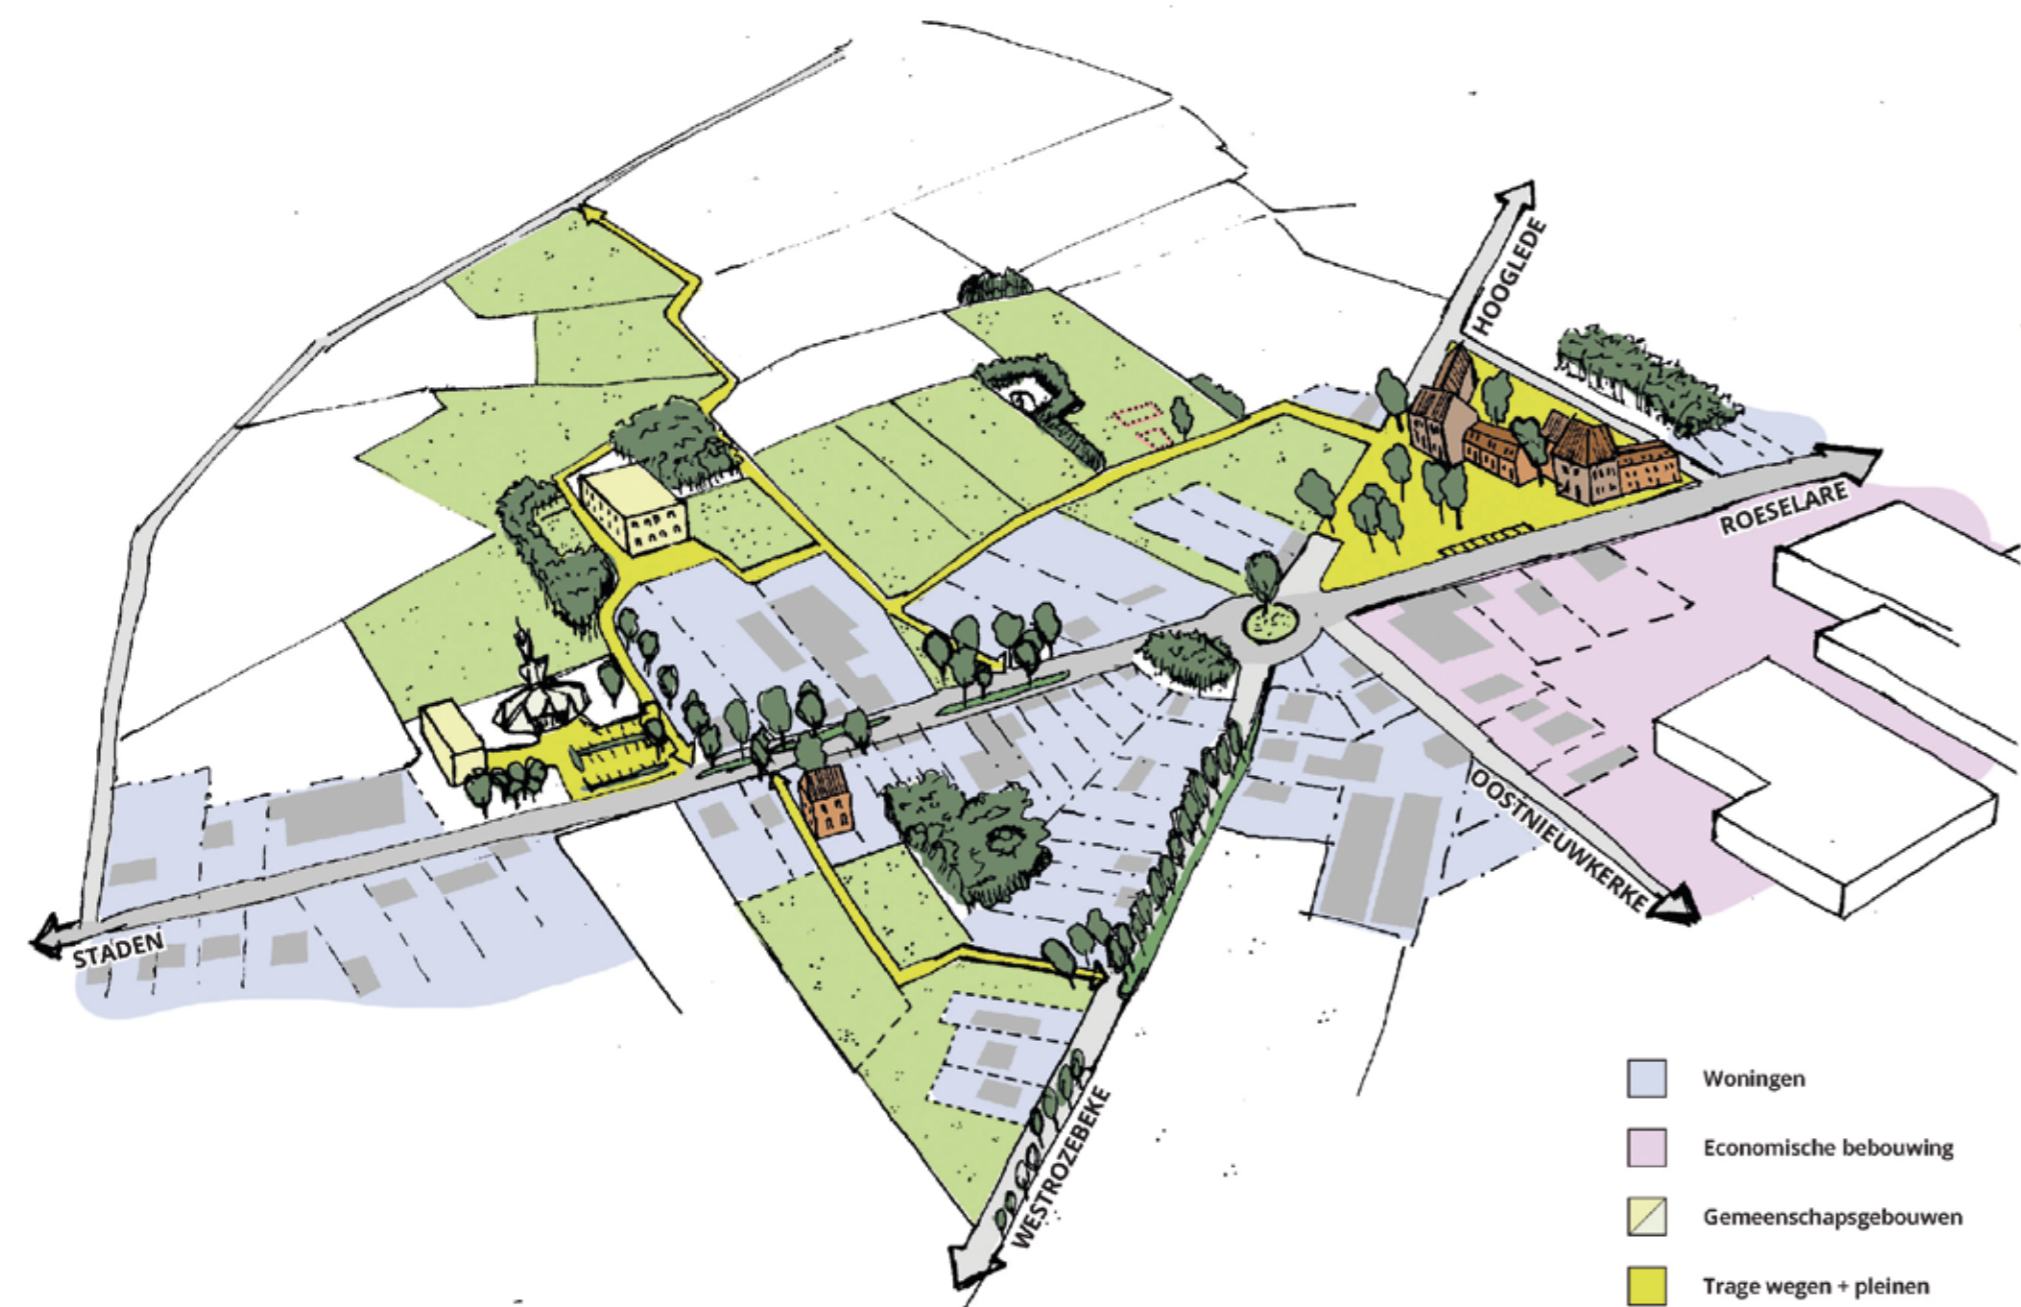 HOOGLEDE
ROESELARE
OOSTNIEUWKERKE
STADEN
WESTROZEBEKE
Woningen
Economische bebouwing
Gemeenschapsgebouwen
Trage wegen + pleinen